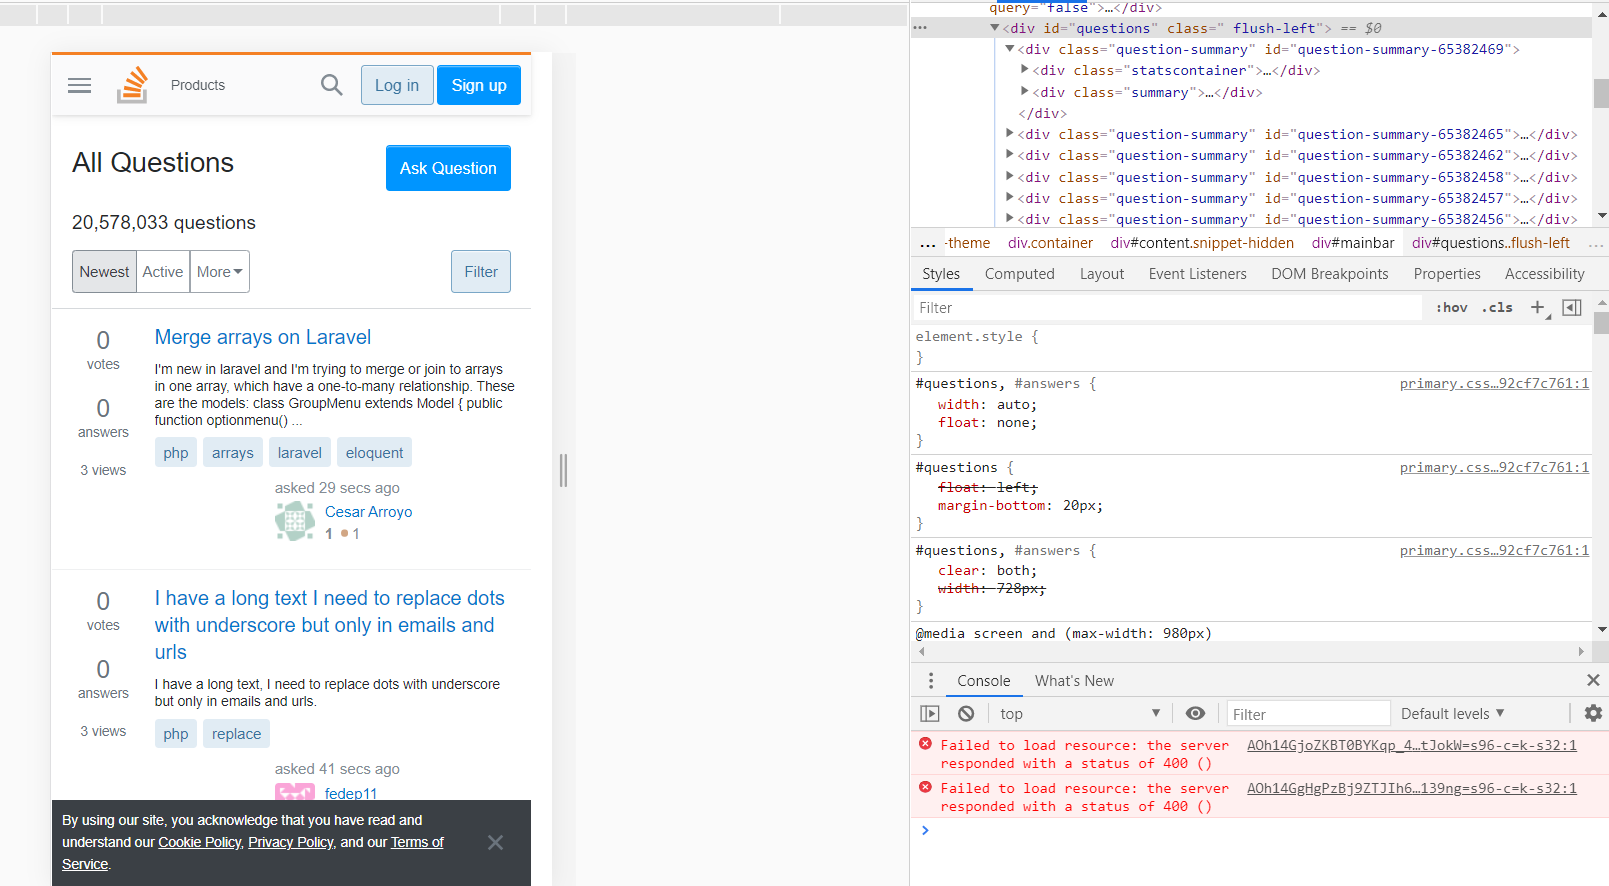 Products
Log in
Sign up
All Questions
Ask Question
20,578,033 questions
Newest
Active
More
Filter
0
votes
0
answers
3 views
Merge arrays on Laravel
I'm new in laravel and I'm trying to merge or join to arrays
in one array, which have a one-to-many relationship. These
are the models: class GroupMenu extends Model { public
function optionmenu() ...
php arrays laravel eloquent
asked 29 secs ago
Cesar Arroyo
1 ● 1
0
votes
0
answers
3 views
I have a long text I need to replace dots
with underscore but only in emails and
urls
I have a long text, I need to replace dots with underscore
but only in emails and urls.
php replace
asked 41 secs ago
fedep11
By using our site, you acknowledge that you have read and
understand our Cookie Policy, Privacy Policy, and our Terms of
Service.
query="false">…</div>
… <div id="questions" class=" flush-left"> == $0
<div class="question-summary" id="question-summary-65382469">
<div class="statscontainer">…</div>
<div class="summary">…</div>
</div>
<div class="question-summary" id="question-summary-65382465">…</div>
<div class="question-summary" id="question-summary-65382462">…</div>
<div class="question-summary" id="question-summary-65382458">…</div>
<div class="question-summary" id="question-summary-65382457">…</div>
<div class="question-summary" id="question-summary-65382456">…</div>
… -theme div.container div#content.snippet-hidden div#mainbar div#questions..flush-left …
Styles Computed Layout Event Listeners DOM Breakpoints Properties Accessibility
Filter :hov .cls +
element.style {
}
#questions, #answers { primary.css…92cf7c761:1
width: auto;
float: none;
}
#questions { primary.css…92cf7c761:1
float: left;
margin-bottom: 20px;
}
#questions, #answers { primary.css…92cf7c761:1
clear: both;
width: 728px;
}
@media screen and (max-width: 980px)
Console What's New
top Filter Default levels
Failed to load resource: the server AOh14GjoZKBT0BYKqp_4…tJokW=s96-c=k-s32:1
responded with a status of 400 ()
Failed to load resource: the server AOh14GgHgPzBj9ZTJIh6…139ng=s96-c=k-s32:1
responded with a status of 400 ()